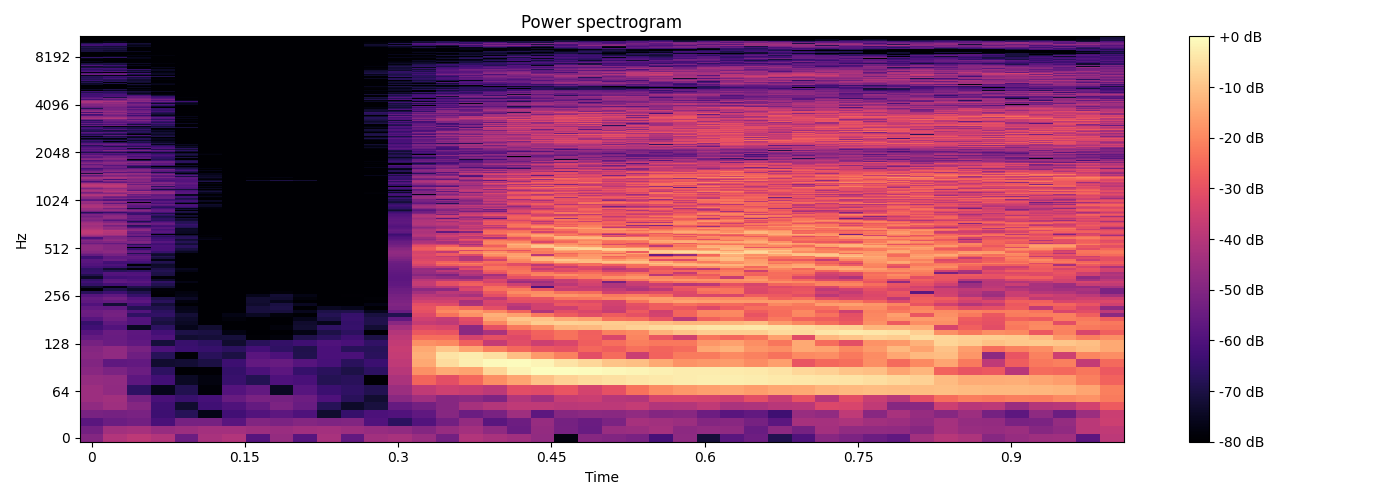 Power spectrogram
Hz
8192
4096
2048
1024
512
256
128
64
0
0 0.15 0.3 0.45 0.6 0.75 0.9
Time
+0 dB
-10 dB
-20 dB
-30 dB
-40 dB
-50 dB
-60 dB
-70 dB
-80 dB